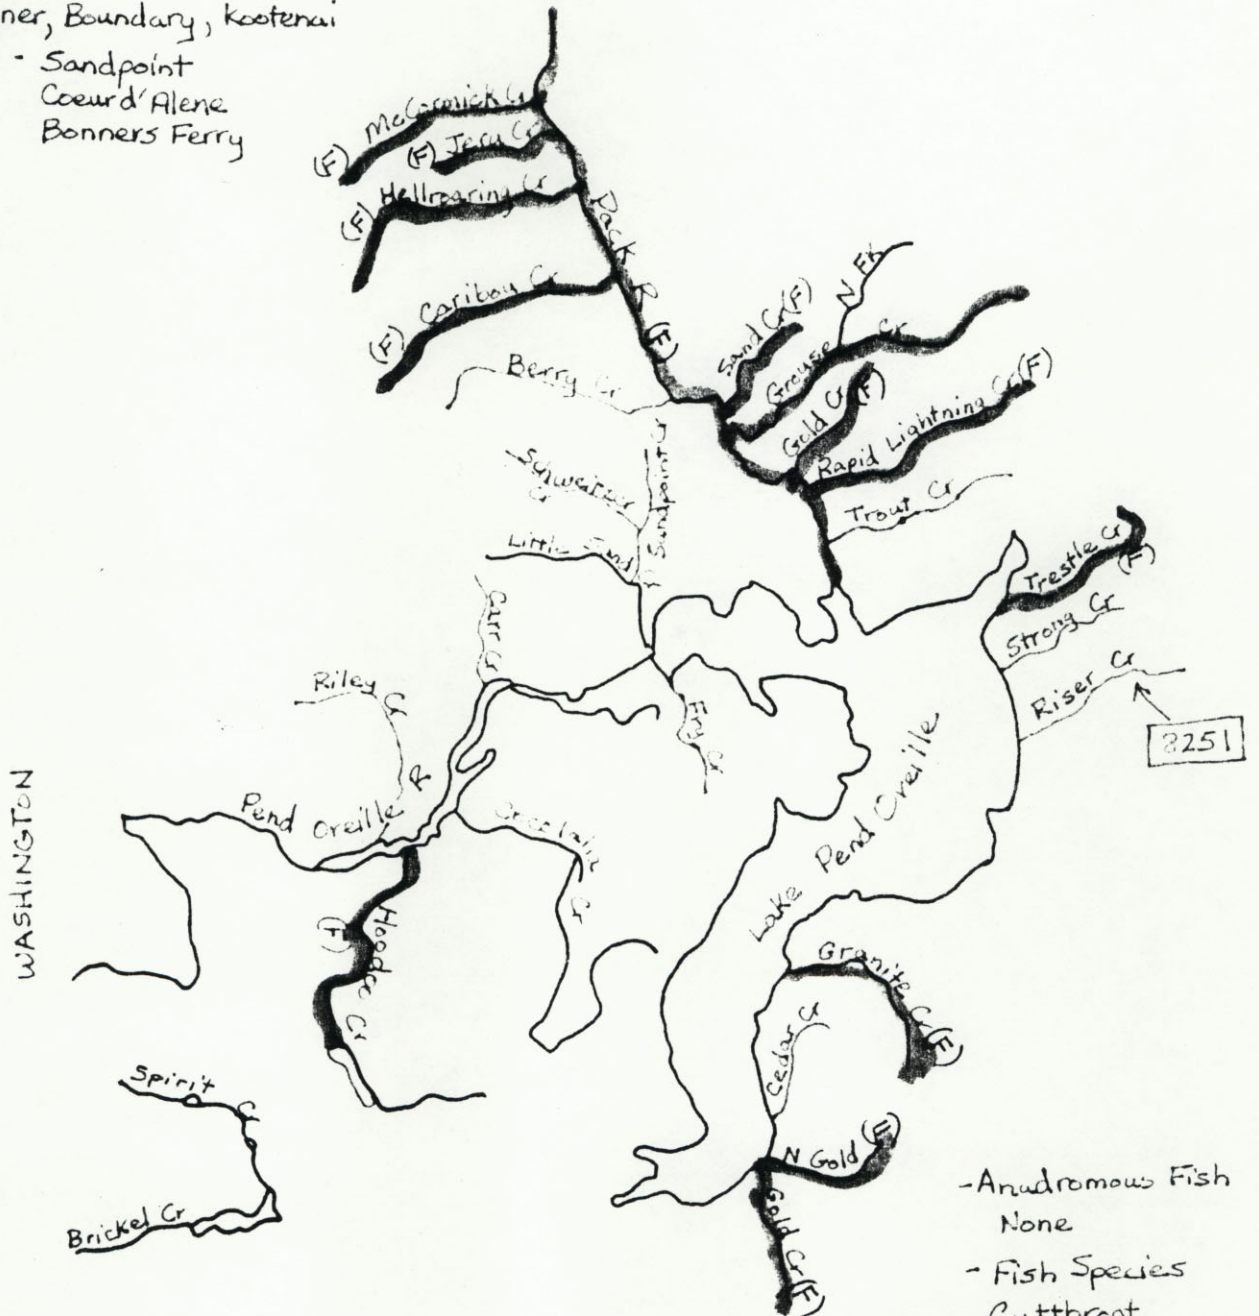 ner, Boundary, Kootenai
- Sandpoint
Coeur d'Alene
Bonners Ferry
McCormick Cr
(F)
Jeru Cr
(F)
Hellroaring Cr
(F)
Pack R (F)
Caribou Cr
(F)
N FK
Sand Cr (F)
Grouse Cr
Berry Cr
Gold Cr (F)
Rapid Lightning Cr (F)
Schweitzer
Cr
Sandpoint Cr
Trout Cr
Little Sand
Trestle Cr
(F)
Strong Cr
Carr Cr
Riley Cr
Riser Cr
Fry Cr
WASHINGTON
Pend Oreille R
Lake Pend Oreille
Cr
Hoodoo Cr
(F)
Granite Cr (F)
Cedar Cr
Spirit Cr
N Gold (F)
Brickel Cr
Gold Cr (F)
- Anadromous Fish
None
- Fish Species
Cutthroat